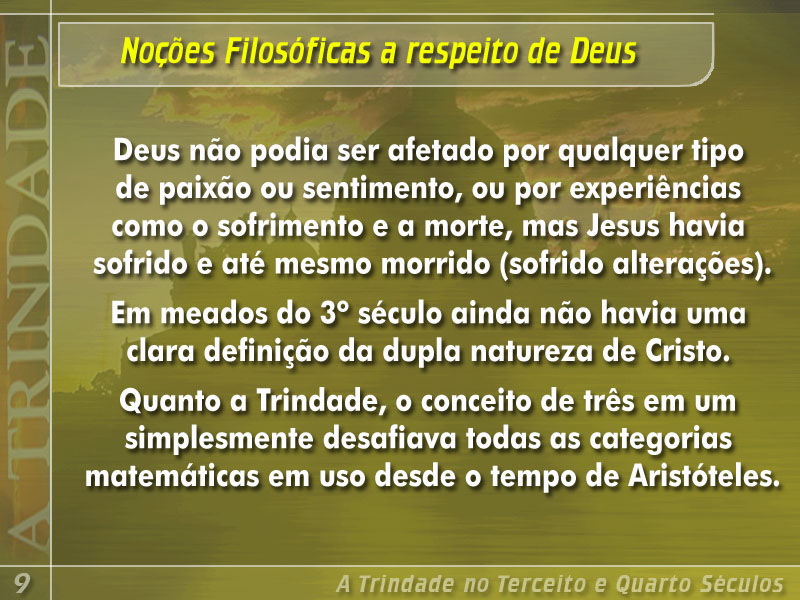 Noções Filosóficas a respeito de Deus
Deus não podia ser afetado por qualquer tipo
de paixão ou sentimento, ou por experiências
como o sofrimento e a morte, mas Jesus havia
sofrido e até mesmo morrido (sofrido alterações).
Em meados do 3º século ainda não havia uma
clara definição da dupla natureza de Cristo.
Quanto a Trindade, o conceito de três em um
simplesmente desafiava todas as categorias
matemáticas em uso desde o tempo de Aristóteles.
A TRINDADE
9
A Trindade no Terceito e Quarto Séculos